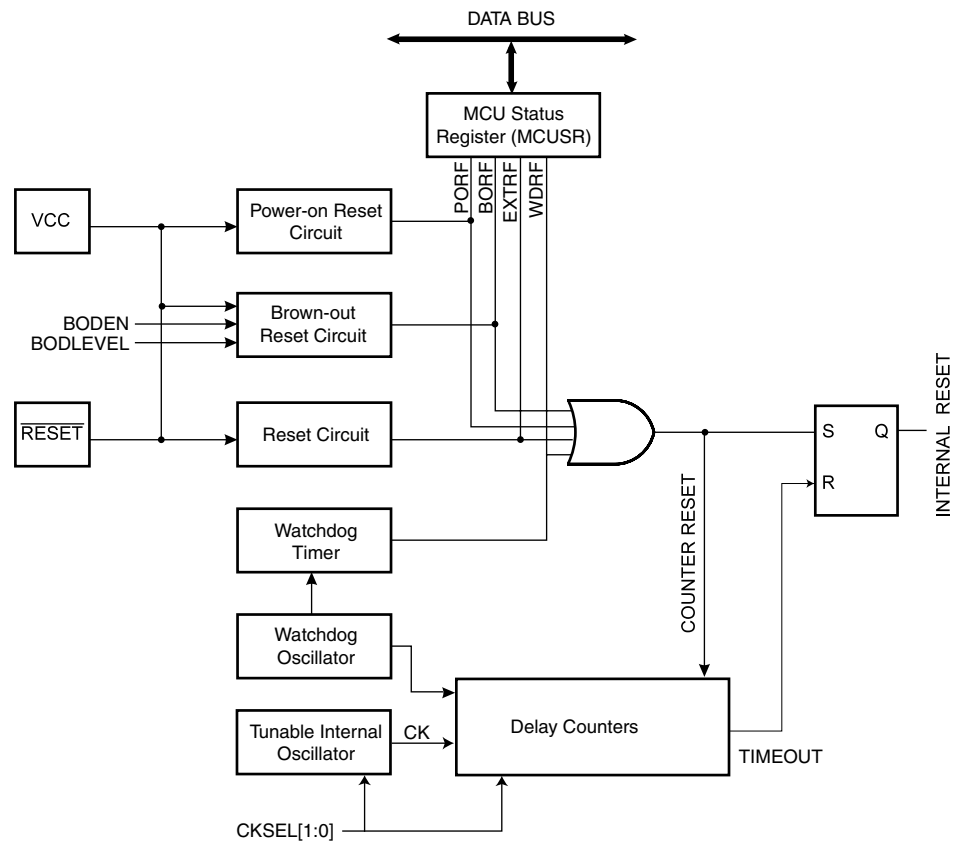 DATA BUS
MCU Status
Register (MCUSR)
PORF
BORF
EXTRF
WDRF
VCC
Power-on Reset
Circuit
BODEN
BODLEVEL
Brown-out
Reset Circuit
RESET
Reset Circuit
S
Q
R
INTERNAL RESET
COUNTER RESET
Watchdog
Timer
Watchdog
Oscillator
Tunable Internal
Oscillator
CK
Delay Counters
TIMEOUT
CKSEL[1:0]